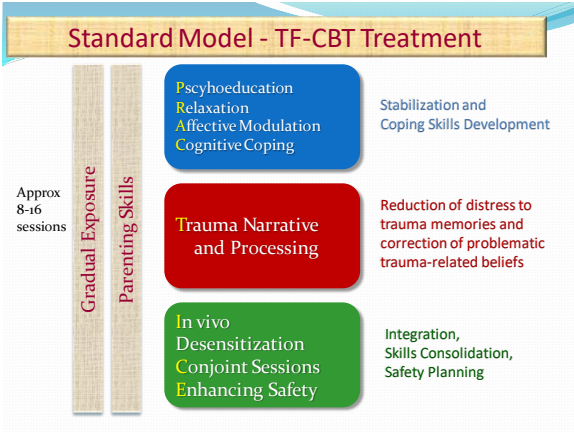 Standard Model - TF-CBT Treatment
Approx
8-16
sessions
Gradual Exposure
Parenting Skills
Pscyhoeducation
Relaxation
Affective Modulation
Cognitive Coping
Stabilization and
Coping Skills Development
Trauma Narrative
and Processing
Reduction of distress to
trauma memories and
correction of problematic
trauma-related beliefs
In vivo
Desensitization
Conjoint Sessions
Enhancing Safety
Integration,
Skills Consolidation,
Safety Planning